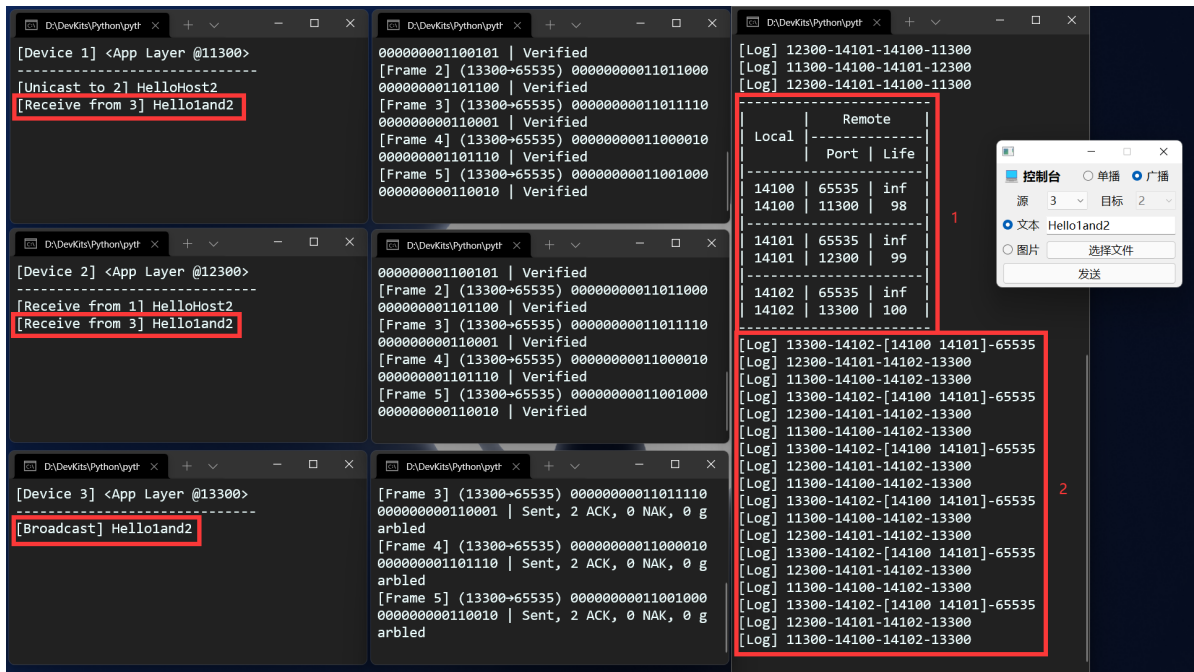 D:\DevKits\Python\pyth
[Device 1] <App Layer @11300>
------------------------------
[Unicast to 2] HelloHost2
[Receive from 3] Hello1and2
D:\DevKits\Python\pyth
000000001100101 | Verified
[Frame 2] (13300→65535) 00000000011011000
000000001101100 | Verified
[Frame 3] (13300→65535) 00000000011011110
000000000110001 | Verified
[Frame 4] (13300→65535) 00000000011000010
000000001101110 | Verified
[Frame 5] (13300→65535) 00000000011001000
000000000110010 | Verified
D:\DevKits\Python\pyth
[Device 2] <App Layer @12300>
------------------------------
[Receive from 1] HelloHost2
[Receive from 3] Hello1and2
D:\DevKits\Python\pyth
000000001100101 | Verified
[Frame 2] (13300→65535) 00000000011011000
000000001101100 | Verified
[Frame 3] (13300→65535) 00000000011011110
000000000110001 | Verified
[Frame 4] (13300→65535) 00000000011000010
000000001101110 | Verified
[Frame 5] (13300→65535) 00000000011001000
000000000110010 | Verified
D:\DevKits\Python\pyth
[Device 3] <App Layer @13300>
------------------------------
[Broadcast] Hello1and2
D:\DevKits\Python\pyth
[Frame 3] (13300→65535) 00000000011011110
000000000110001 | Sent, 2 ACK, 0 NAK, 0 g
arbled
[Frame 4] (13300→65535) 00000000011000010
000000001101110 | Sent, 2 ACK, 0 NAK, 0 g
arbled
[Frame 5] (13300→65535) 00000000011001000
000000000110010 | Sent, 2 ACK, 0 NAK, 0 g
arbled
D:\DevKits\Python\pyth
[Log] 12300-14101-14100-11300
[Log] 11300-14100-14101-12300
[Log] 12300-14101-14100-11300
------------------------
|       |    Remote    |
| Local |--------------|
|       |  Port | Life |
|----------------------|
| 14100 | 65535 | inf  |
| 14100 | 11300 |  98  |
|----------------------|
| 14101 | 65535 | inf  |
| 14101 | 12300 |  99  |
|----------------------|
| 14102 | 65535 | inf  |
| 14102 | 13300 | 100  |
------------------------
1
[Log] 13300-14102-[14100 14101]-65535
[Log] 12300-14101-14102-13300
[Log] 11300-14100-14102-13300
[Log] 13300-14102-[14100 14101]-65535
[Log] 12300-14101-14102-13300
[Log] 11300-14100-14102-13300
[Log] 13300-14102-[14100 14101]-65535
[Log] 12300-14101-14102-13300
[Log] 11300-14100-14102-13300
[Log] 13300-14102-[14100 14101]-65535
[Log] 11300-14100-14102-13300
[Log] 12300-14101-14102-13300
[Log] 13300-14102-[14100 14101]-65535
[Log] 12300-14101-14102-13300
[Log] 11300-14100-14102-13300
[Log] 13300-14102-[14100 14101]-65535
[Log] 12300-14101-14102-13300
[Log] 11300-14100-14102-13300
2
控制台 单播 广播
源 3 目标 2
文本 Hello1and2
图片 选择文件
发送